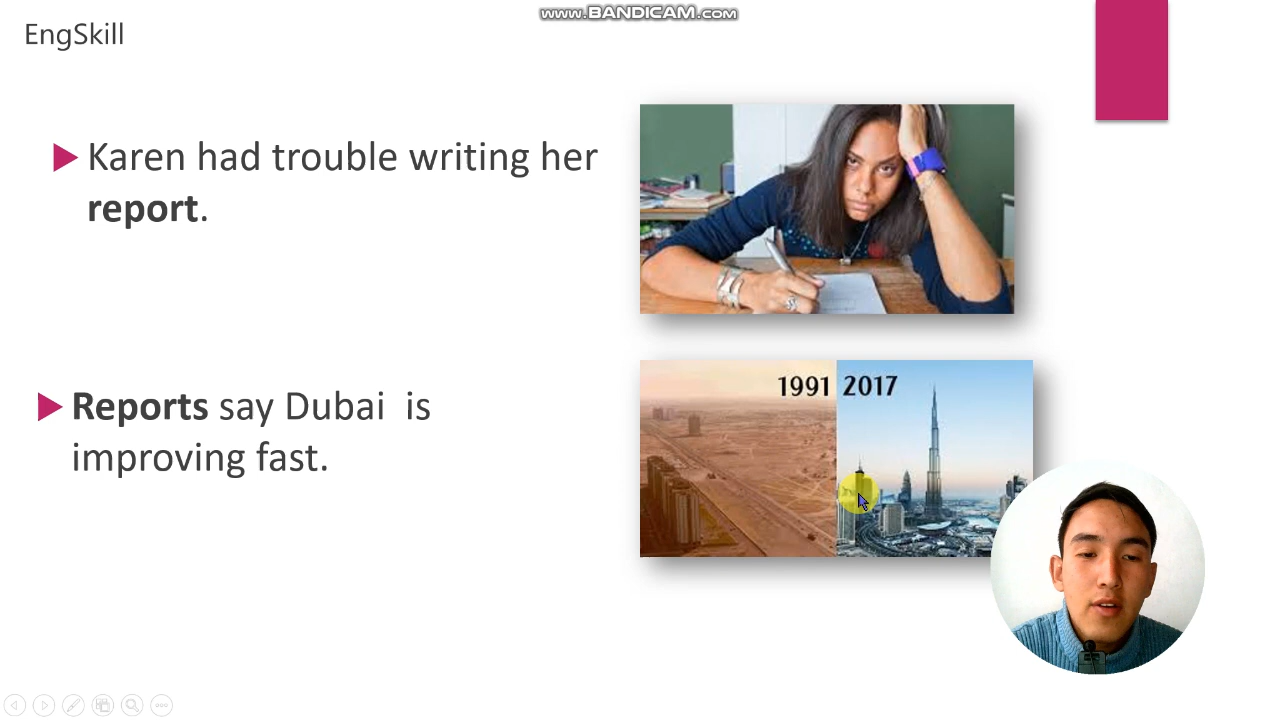 www.BANDICAM.com
EngSkill
Karen had trouble writing her
report.
1991 2017
Reports say Dubai is
improving fast.